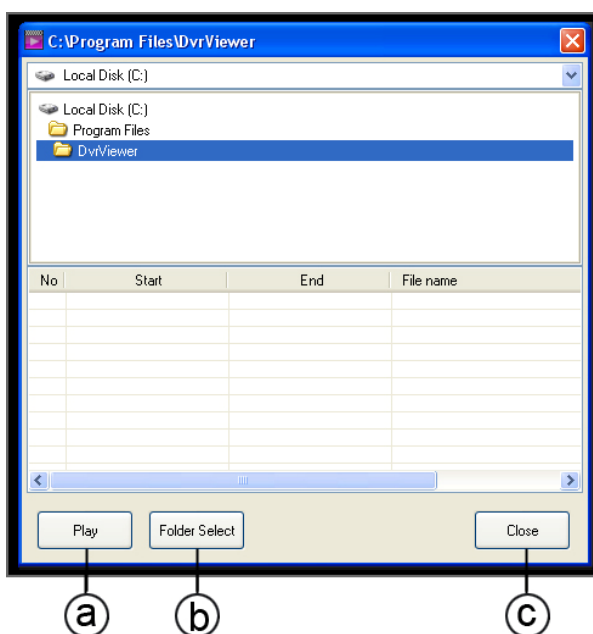 C:\Program Files\DvrViewer
Local Disk (C:)
Local Disk (C:)
Program Files
DvrViewer
No Start End File name
Play Folder Select Close
a b c